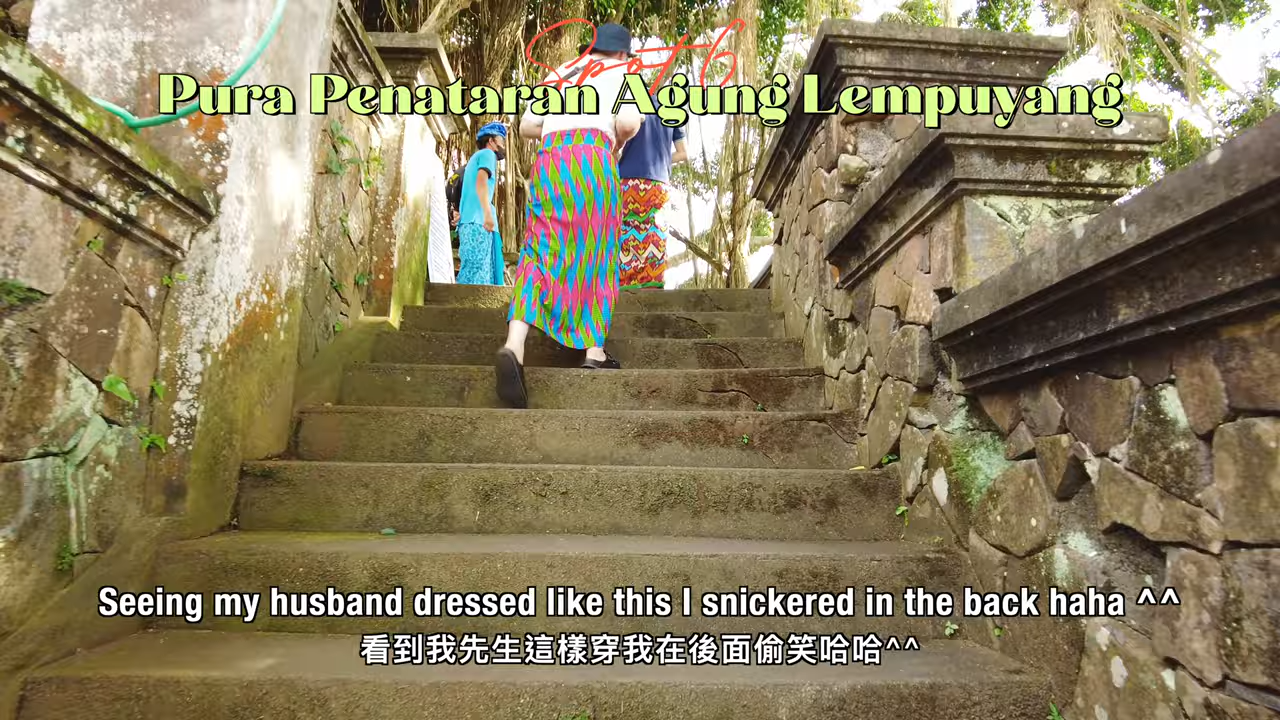 Spot 6
Pura Penataran Agung Lempuyang
Seeing my husband dressed like this I snickered in the back haha ^^
看到我先生這樣穿我在後面偷笑哈哈^^